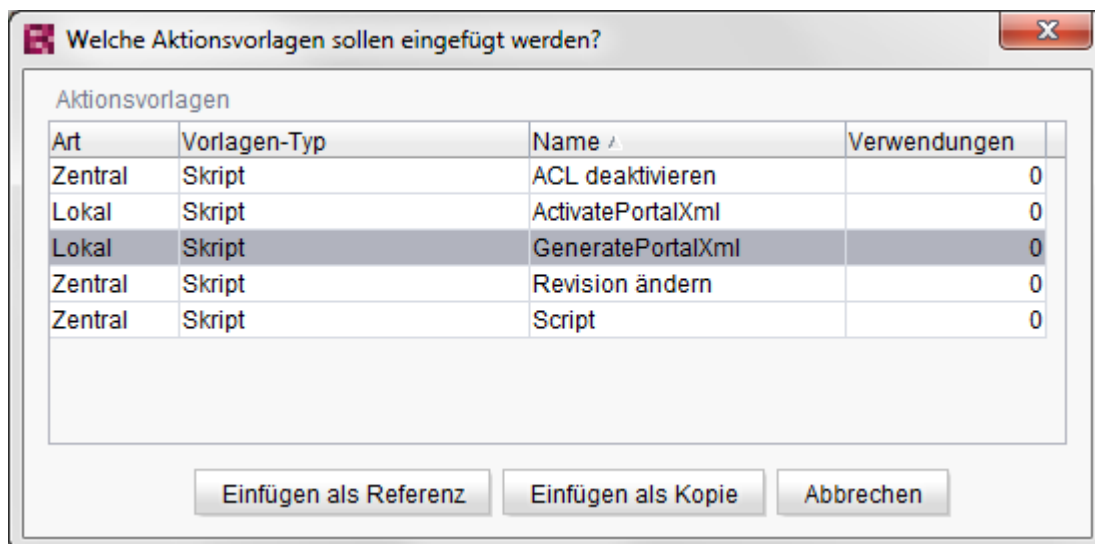 Welche Aktionsvorlagen sollen eingefügt werden?
Aktionsvorlagen
Art Vorlagen-Typ Name Verwendungen
Zentral Skript ACL deaktivieren 0
Lokal Skript ActivatePortalXml 0
Lokal Skript GeneratePortalXml 0
Zentral Skript Revision ändern 0
Zentral Skript Script 0
Einfügen als Referenz Einfügen als Kopie Abbrechen